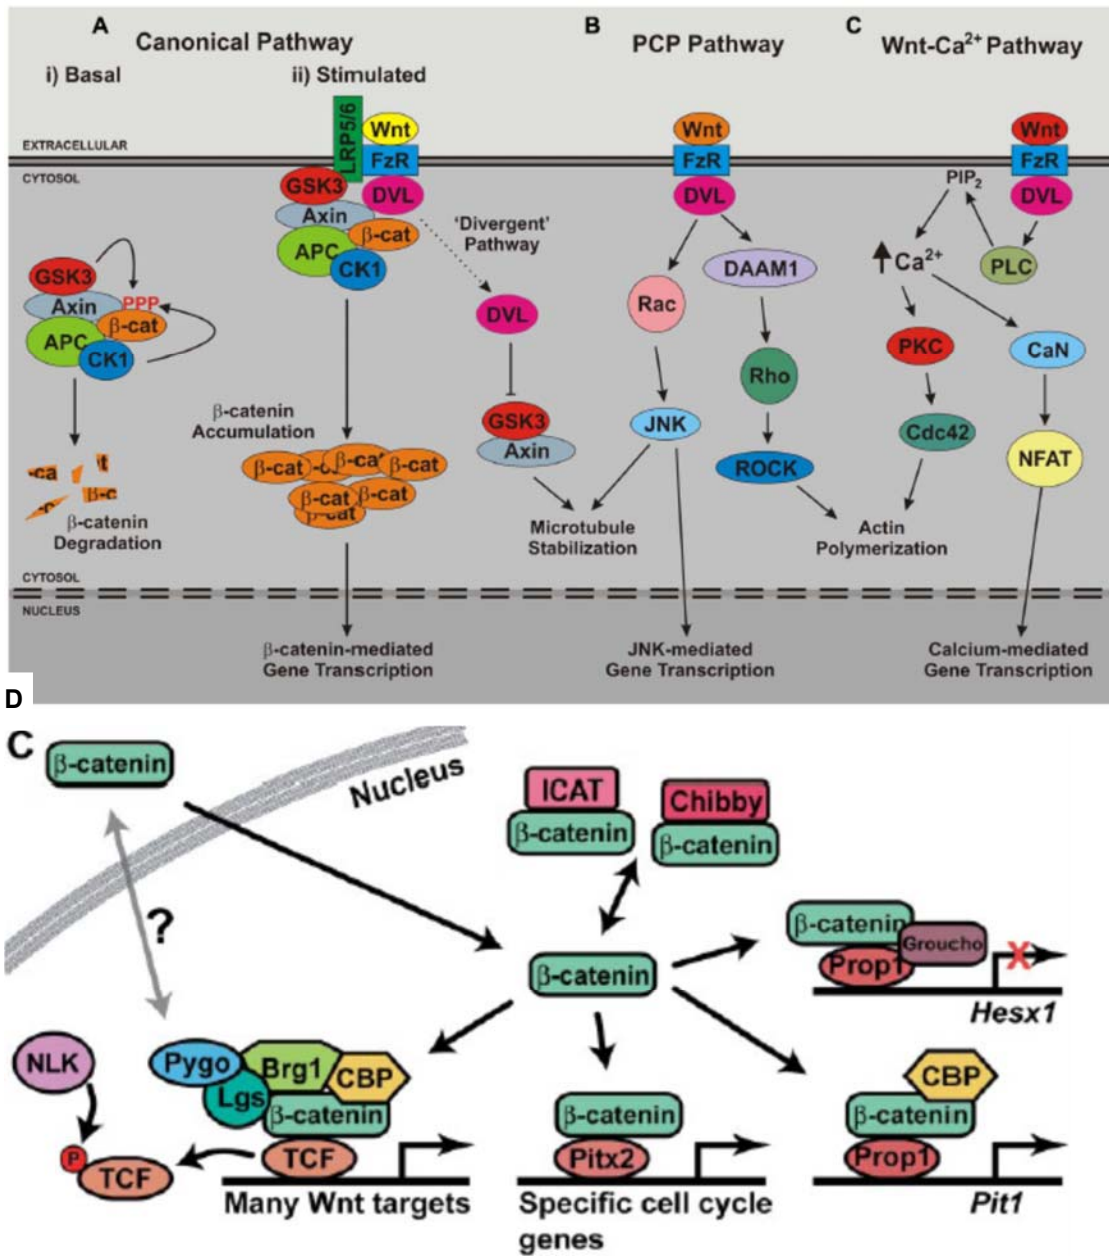 A
Canonical Pathway
i) Basal
ii) Stimulated
B
PCP Pathway
C
Wnt-Ca²⁺ Pathway
EXTRACELLULAR
CYTOSOL
LRP5/6
Wnt
FzR
DVL
GSK3
Axin
APC
β-cat
CK1
'Divergent'
Pathway
DVL
GSK3
Axin
GSK3
Axin
PPP
β-cat
APC
CK1
β-catenin
Degradation
β-catenin
Accumulation
β-cat
β-cat
β-cat
β-cat
β-cat
Wnt
FzR
DVL
Rac
DAAM1
Rho
JNK
ROCK
Microtubule
Stabilization
Wnt
FzR
DVL
PIP₂
PLC
Ca²⁺
PKC
CaN
Cdc42
NFAT
Actin
Polymerization
CYTOSOL
NUCLEUS
β-catenin-mediated
Gene Transcription
JNK-mediated
Gene Transcription
Calcium-mediated
Gene Transcription
D
C
β-catenin
Nucleus
ICAT
β-catenin
Chibby
β-catenin
?
β-catenin
β-catenin
Groucho
Prop1
X
Hesx1
NLK
P
TCF
Pygo
Lgs
Brg1
CBP
β-catenin
TCF
Many Wnt targets
β-catenin
Pitx2
Specific cell cycle
genes
CBP
β-catenin
Prop1
Pit1